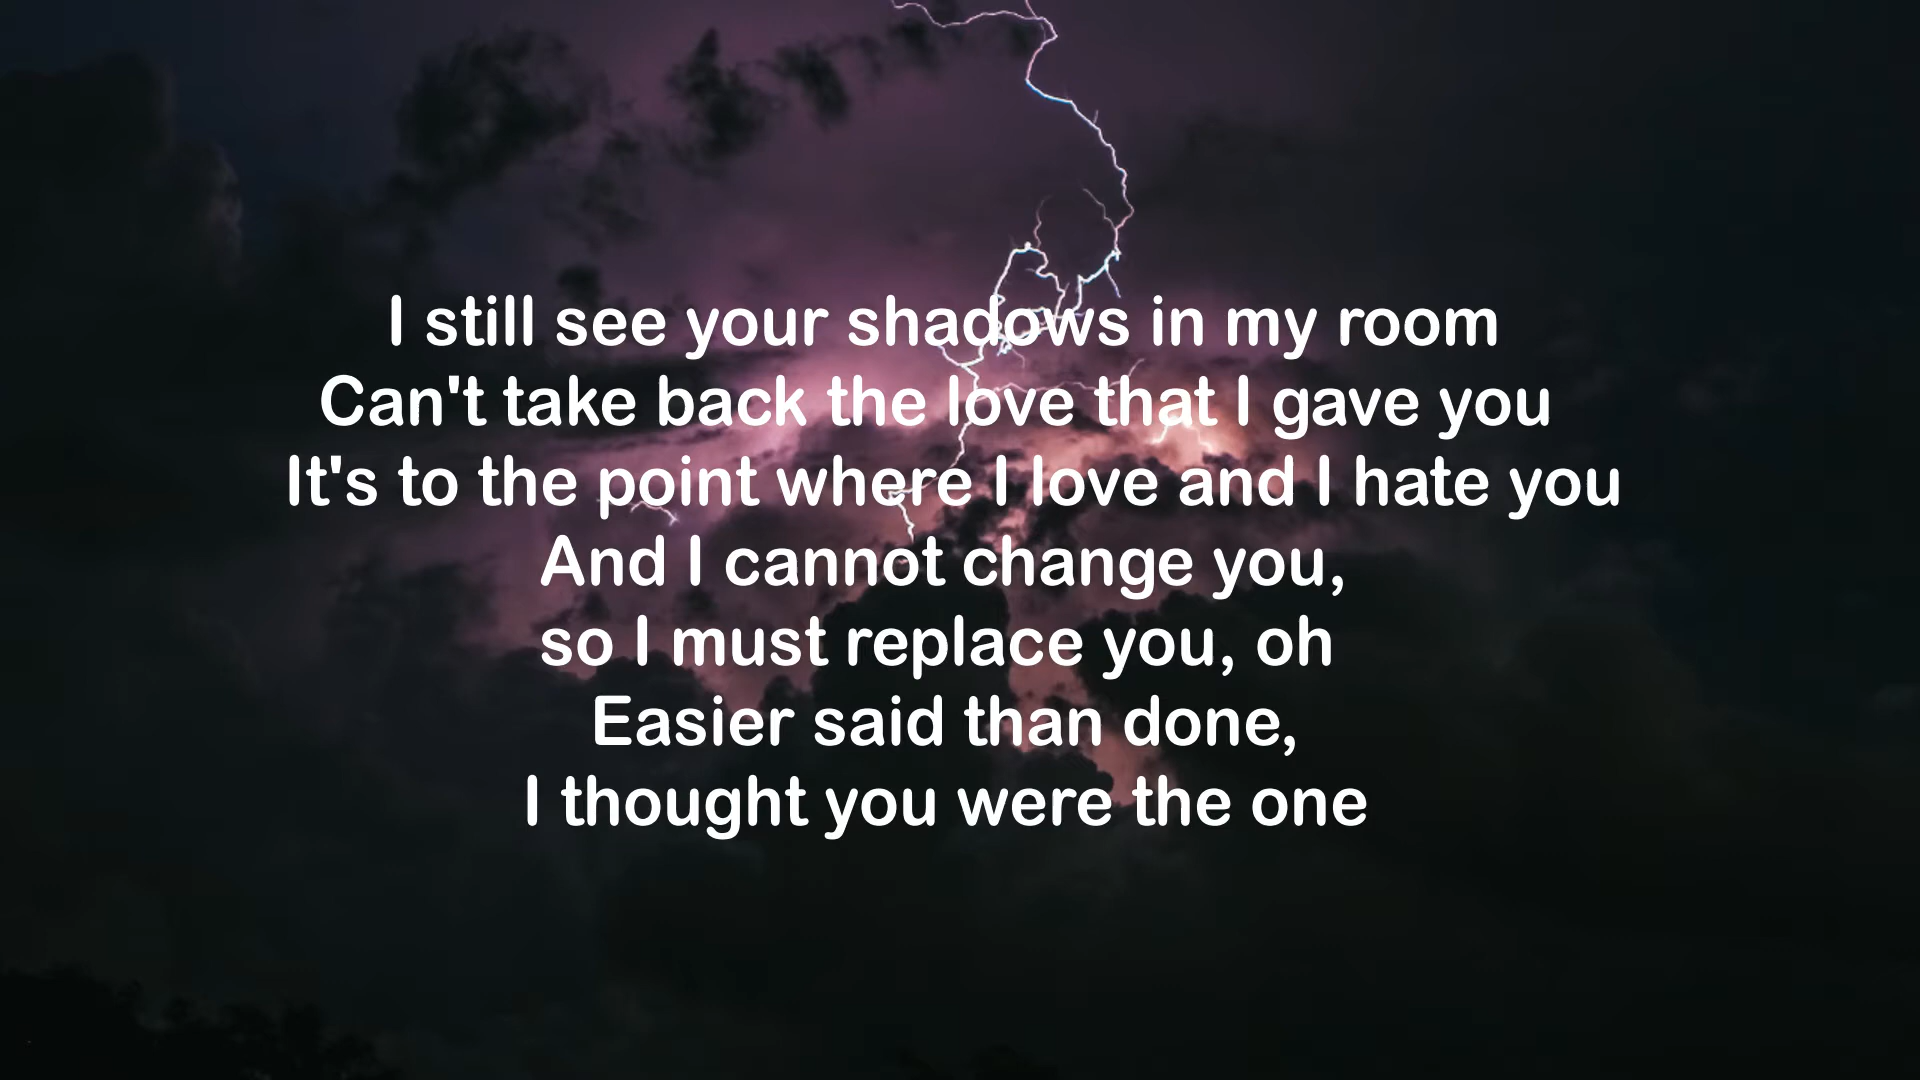 I still see your shadows in my room
Can't take back the love that I gave you
It's to the point where I love and I hate you
And I cannot change you,
so I must replace you, oh
Easier said than done,
I thought you were the one